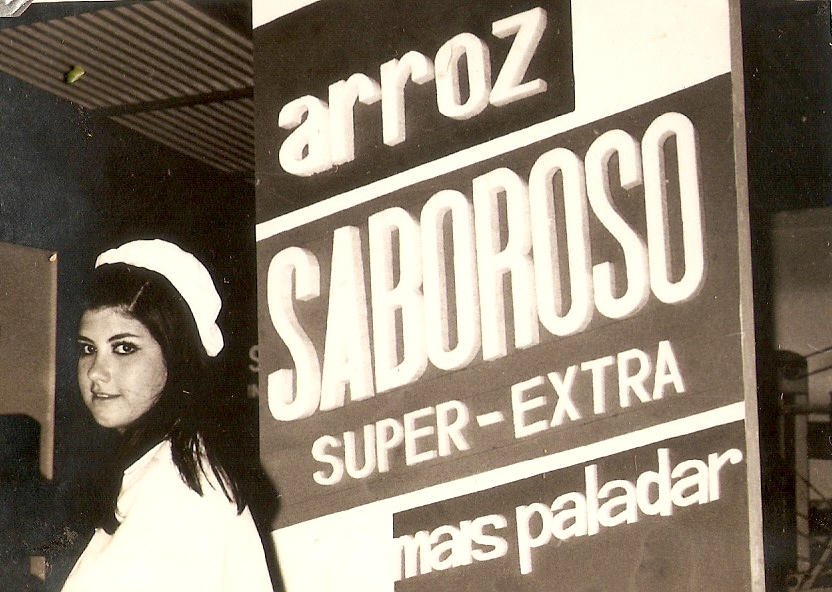 arroz
SABOROSO
SUPER-EXTRA
mais paladar